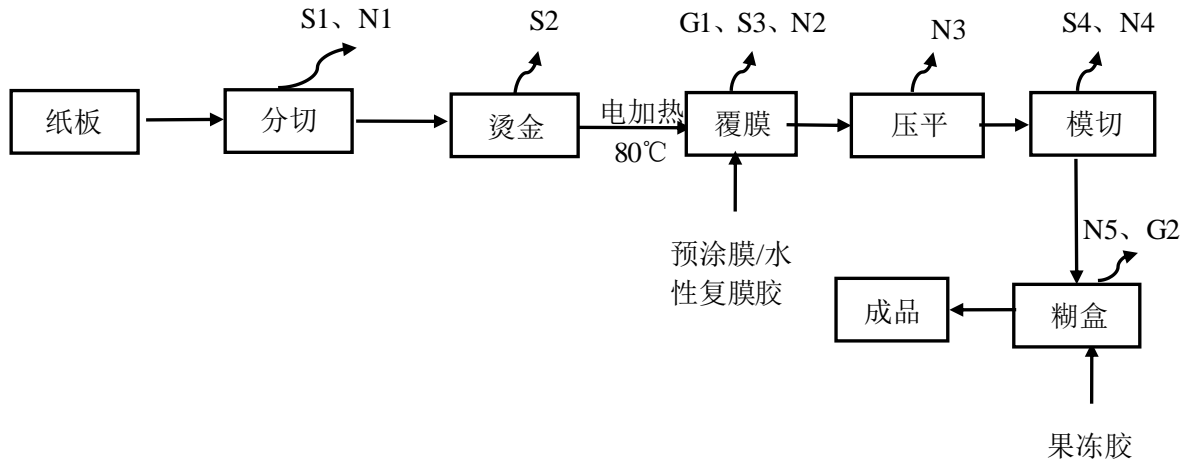 S1、N1
S2
G1、S3、N2
N3
S4、N4
纸板
分切
烫金
电加热
80℃
覆膜
压平
模切
预涂膜/水
性复膜胶
N5、G2
成品
糊盒
果冻胶